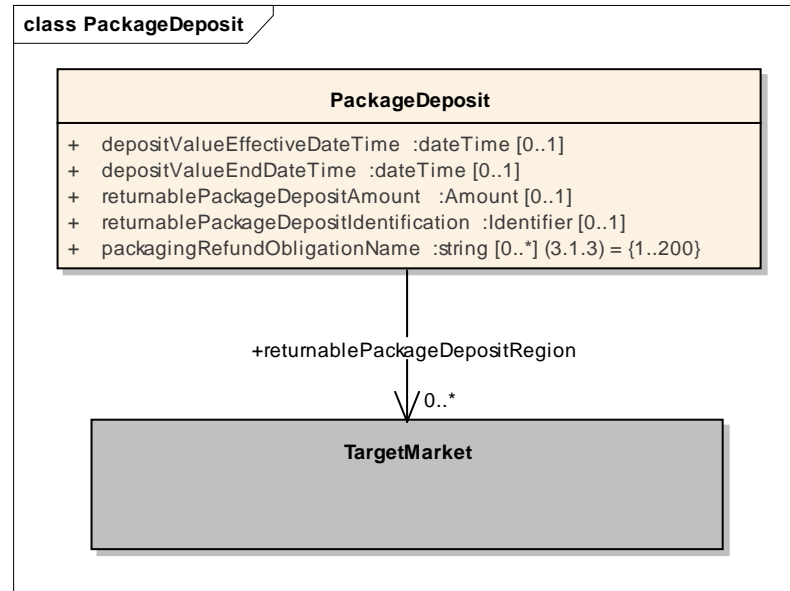 class PackageDeposit
PackageDeposit
+ depositValueEffectiveDateTime :dateTime [0..1]
+ depositValueEndDateTime :dateTime [0..1]
+ returnablePackageDepositAmount :Amount [0..1]
+ returnablePackageDepositIdentification :Identifier [0..1]
+ packagingRefundObligationName :string [0..*] (3.1.3) = {1..200}
+returnablePackageDepositRegion
0..*
TargetMarket